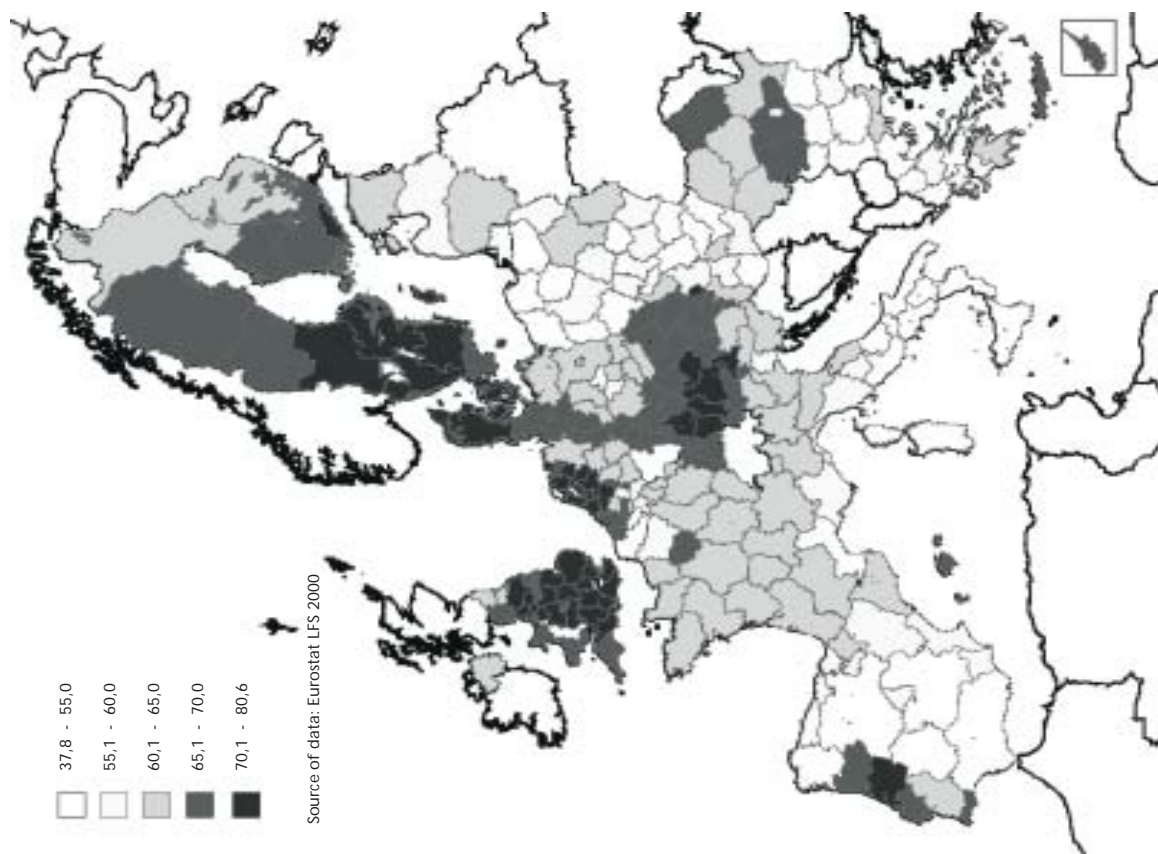 37,8 - 55,0
55,1 - 60,0
60,1 - 65,0
65,1 - 70,0
70,1 - 80,6
Source of data: Eurostat LFS 2000